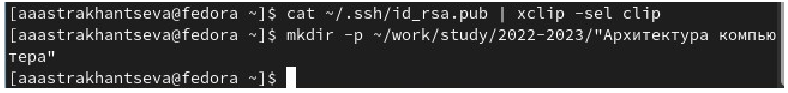 [aaastrakhantseva@fedora ~]$ cat ~/.ssh/id_rsa.pub | xclip -sel clip
[aaastrakhantseva@fedora ~]$ mkdir -p ~/work/study/2022-2023/"Архитектура компью
тера"
[aaastrakhantseva@fedora ~]$